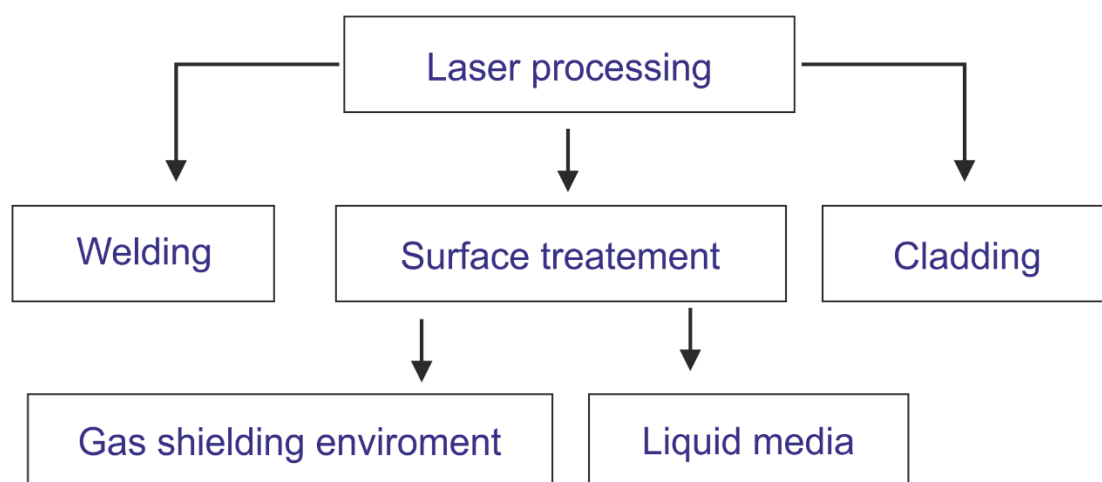 Laser processing
Welding
Surface treatement
Cladding
Gas shielding enviroment
Liquid media